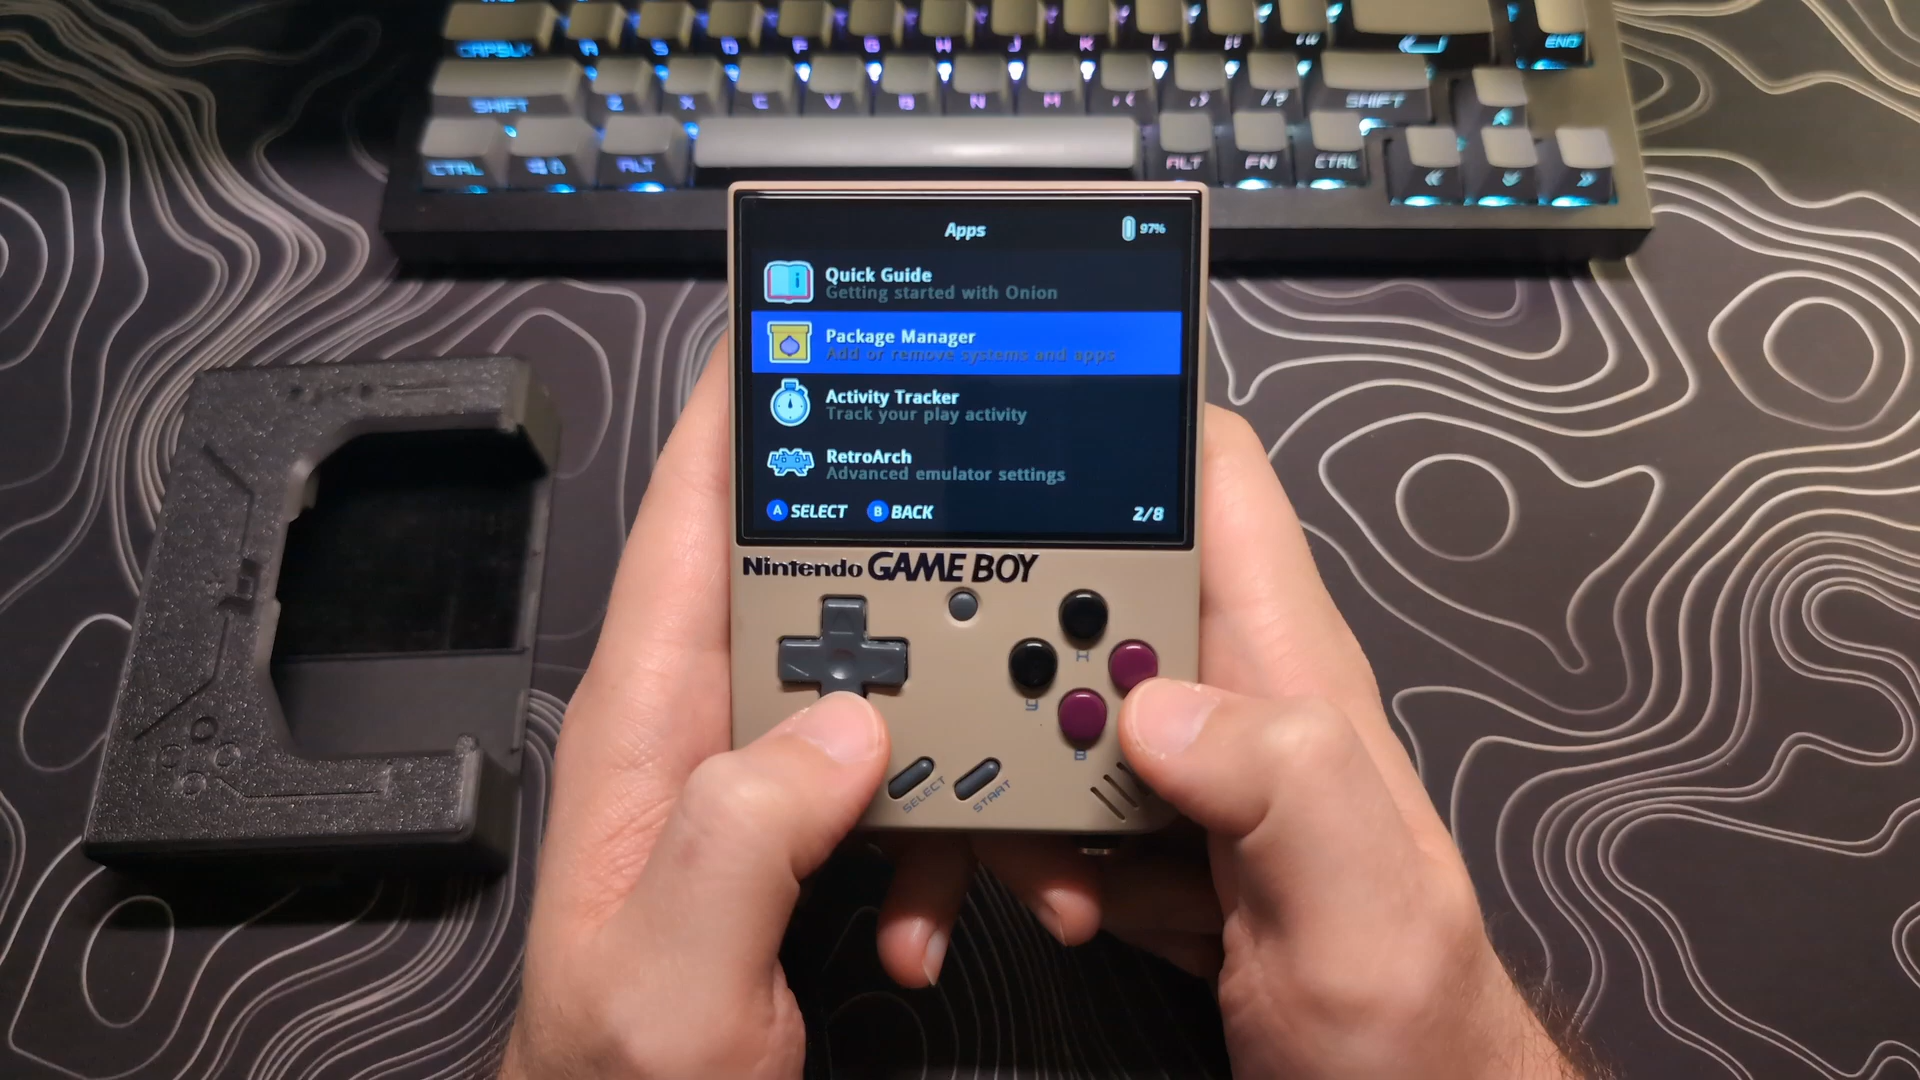 CAPSLK A S D F G H J K L
END
SHIFT Z X C V B N M /? SHIFT
CTRL ALT ALT FN CTRL
Apps 97%
Quick Guide
Getting started with Onion
Package Manager
Add or remove systems and apps
Activity Tracker
Track your play activity
RetroArch
Advanced emulator settings
A SELECT B BACK 2/8
Nintendo GAME BOY
X
y
B
SELECT START